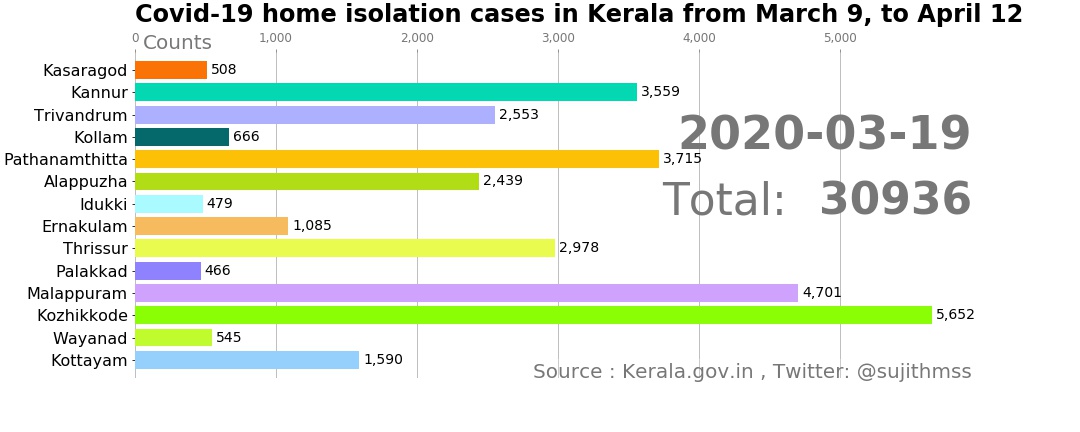 Covid-19 home isolation cases in Kerala from March 9, to April 12
0 1,000 2,000 3,000 4,000 5,000
Counts
Kasaragod 508
Kannur 3,559
Trivandrum 2,553
2020-03-19
Kollam 666
Pathanamthitta 3,715
Alappuzha 2,439
Total: 30936
Idukki 479
Ernakulam 1,085
Thrissur 2,978
Palakkad 466
Malappuram 4,701
Kozhikkode 5,652
Wayanad 545
Kottayam 1,590
Source : Kerala.gov.in , Twitter: @sujithmss